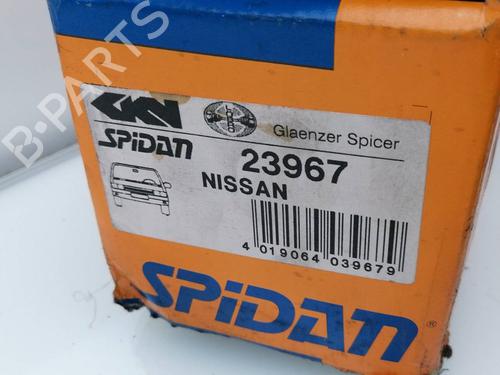 GKN
Glaenzer Spicer
SPiDAN
23967
NISSAN
4 019064 039679
SPiDAN®
B-PARTS